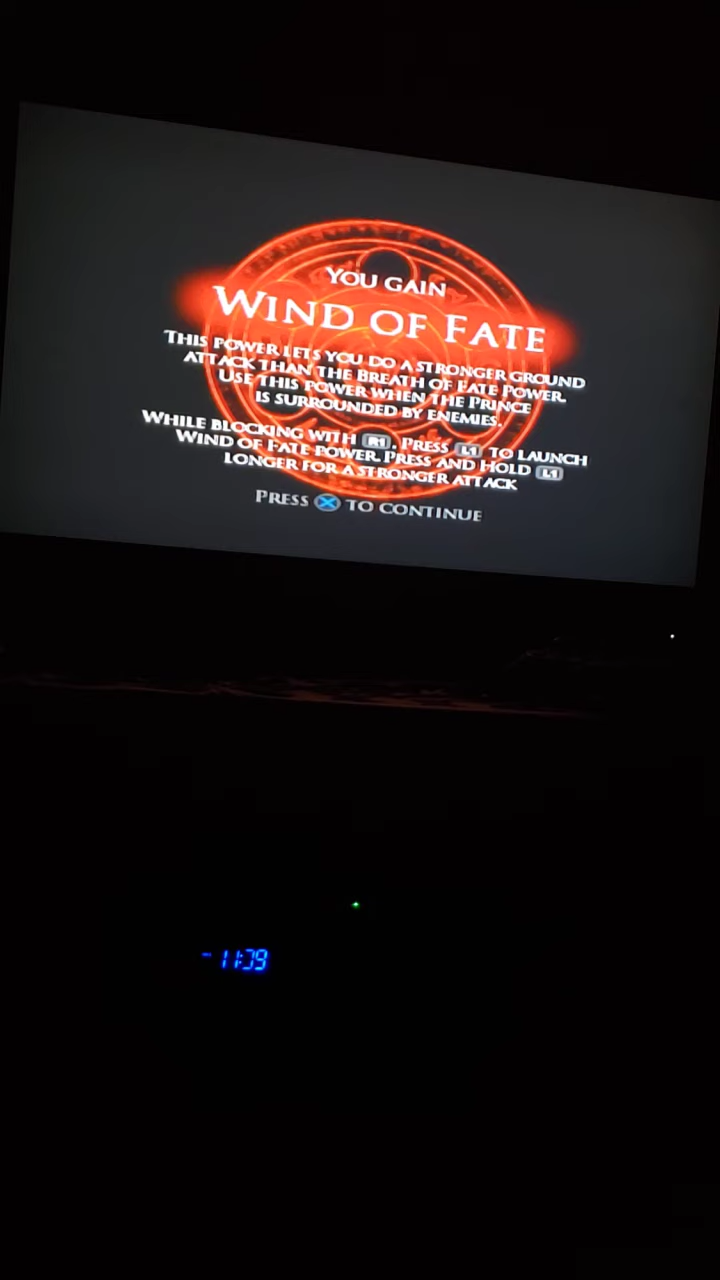 YOU GAIN
WIND OF FATE
THIS POWER LETS YOU DO A STRONGER GROUND
ATTACK THAN THE BREATH OF FATE POWER.
USE THIS POWER WHEN THE PRINCE
IS SURROUNDED BY ENEMIES.
WHILE BLOCKING WITH R1, PRESS L1 TO LAUNCH
WIND OF FATE POWER. PRESS AND HOLD L1
LONGER FOR A STRONGER ATTACK
PRESS X TO CONTINUE
11:39